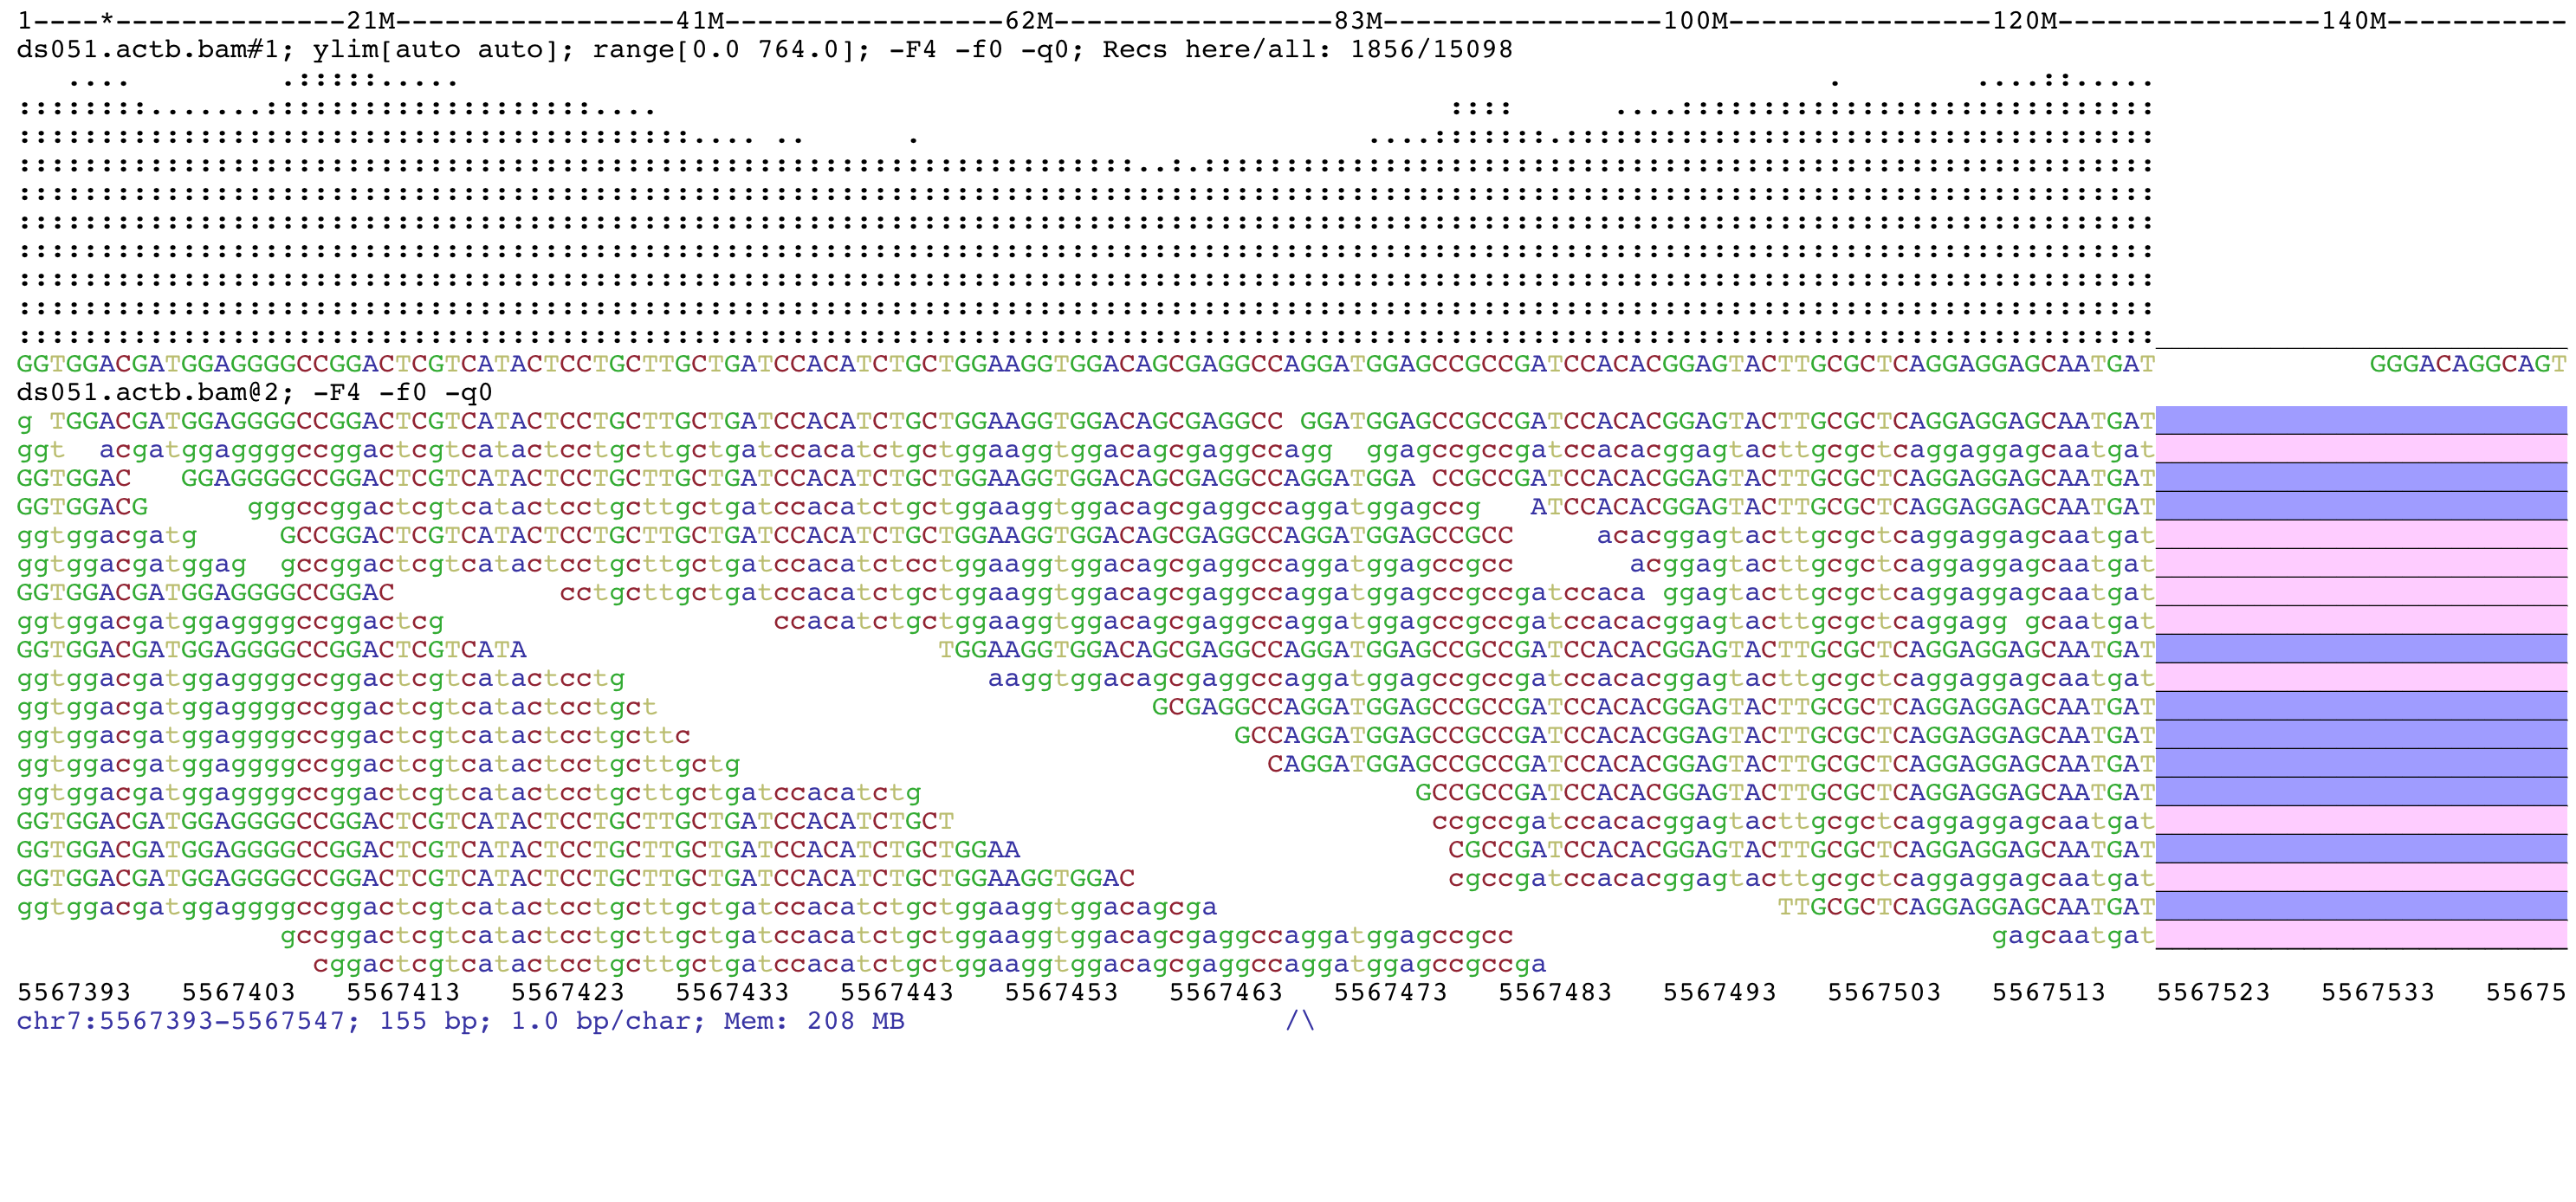 1----*--------------21M-----------------41M-----------------62M-----------------83M-----------------100M----------------120M----------------140M-----------
ds051.actb.bam#1; ylim[auto auto]; range[0.0 764.0]; -F4 -f0 -q0; Recs here/all: 1856/15098
GGTGGACGATGGAGGGGCCGGACTCGTCATACTCCTGCTTGCTGATCCACATCTGCTGGAAGGTGGACAGCGAGGCCAGGATGGAGCCGCCGATCCACACGGAGTACTTGCGCTCAGGAGGAGCAATGAT GGGACAGGCAGT
ds051.actb.bam@2; -F4 -f0 -q0
g TGGACGATGGAGGGGCCGGACTCGTCATACTCCTGCTTGCTGATCCACATCTGCTGGAAGGTGGACAGCGAGGCC GGATGGAGCCGCCGATCCACACGGAGTACTTGCGCTCAGGAGGAGCAATGAT
ggt acgatggaggggccggactcgtcatactcctgcttgctgatccacatctgctggaaggtggacagcgaggccagg ggagccgccgatccacacggagtacttgcgctcaggaggagcaatgat
GGTGGAC GGAGGGGCCGGACTCGTCATACTCCTGCTTGCTGATCCACATCTGCTGGAAGGTGGACAGCGAGGCCAGGATGGA CCGCCGATCCACACGGAGTACTTGCGCTCAGGAGGAGCAATGAT
GGTGGACG gggccggactcgtcatactcctgcttgctgatccacatctgctggaaggtggacagcgaggccaggatggagccg ATCCACACGGAGTACTTGCGCTCAGGAGGAGCAATGAT
ggtggacgatg GCCGGACTCGTCATACTCCTGCTTGCTGATCCACATCTGCTGGAAGGTGGACAGCGAGGCCAGGATGGAGCCGCC acacggagtacttgcgctcaggaggagcaatgat
ggtggacgatggag gccggactcgtcatactcctgcttgctgatccacatctcctggaaggtggacagcgaggccaggatggagccgcc acggagtacttgcgctcaggaggagcaatgat
GGTGGACGATGGAGGGGCCGGAC cctgcttgctgatccacatctgctggaaggtggacagcgaggccaggatggagccgccgatccaca ggagtacttgcgctcaggaggagcaatgat
ggtggacgatggaggggccggactcg ccacatctgctggaaggtggacagcgaggccaggatggagccgccgatccacacggagtacttgcgctcaggagg gcaatgat
GGTGGACGATGGAGGGGCCGGACTCGTCATA TGGAAGGTGGACAGCGAGGCCAGGATGGAGCCGCCGATCCACACGGAGTACTTGCGCTCAGGAGGAGCAATGAT
ggtggacgatggaggggccggactcgtcatactcctg aaggtggacagcgaggccaggatggagccgccgatccacacggagtacttgcgctcaggaggagcaatgat
ggtggacgatggaggggccggactcgtcatactcctgct GCGAGGCCAGGATGGAGCCGCCGATCCACACGGAGTACTTGCGCTCAGGAGGAGCAATGAT
ggtggacgatggaggggccggactcgtcatactcctgcttc GCCAGGATGGAGCCGCCGATCCACACGGAGTACTTGCGCTCAGGAGGAGCAATGAT
ggtggacgatggaggggccggactcgtcatactcctgcttgctg CAGGATGGAGCCGCCGATCCACACGGAGTACTTGCGCTCAGGAGGAGCAATGAT
ggtggacgatggaggggccggactcgtcatactcctgcttgctgatccacatctg GCCGCCGATCCACACGGAGTACTTGCGCTCAGGAGGAGCAATGAT
GGTGGACGATGGAGGGGCCGGACTCGTCATACTCCTGCTTGCTGATCCACATCTGCT ccgccgatccacacggagtacttgcgctcaggaggagcaatgat
GGTGGACGATGGAGGGGCCGGACTCGTCATACTCCTGCTTGCTGATCCACATCTGCTGGAA CGCCGATCCACACGGAGTACTTGCGCTCAGGAGGAGCAATGAT
GGTGGACGATGGAGGGGCCGGACTCGTCATACTCCTGCTTGCTGATCCACATCTGCTGGAAGGTGGAC cgccgatccacacggagtacttgcgctcaggaggagcaatgat
ggtggacgatggaggggccggactcgtcatactcctgcttgctgatccacatctgctggaaggtggacagcga TTGCGCTCAGGAGGAGCAATGAT
gccggactcgtcatactcctgcttgctgatccacatctgctggaaggtggacagcgaggccaggatggagccgcc gagcaatgat
cggactcgtcatactcctgcttgctgatccacatctgctggaaggtggacagcgaggccaggatggagccgccga
5567393 5567403 5567413 5567423 5567433 5567443 5567453 5567463 5567473 5567483 5567493 5567503 5567513 5567523 5567533 55675
chr7:5567393-5567547; 155 bp; 1.0 bp/char; Mem: 208 MB /\